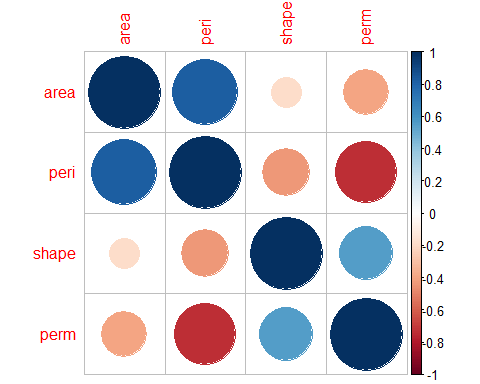 area
peri
shape
perm
area
peri
shape
perm
1
0.8
0.6
0.4
0.2
0
-0.2
-0.4
-0.6
-0.8
-1